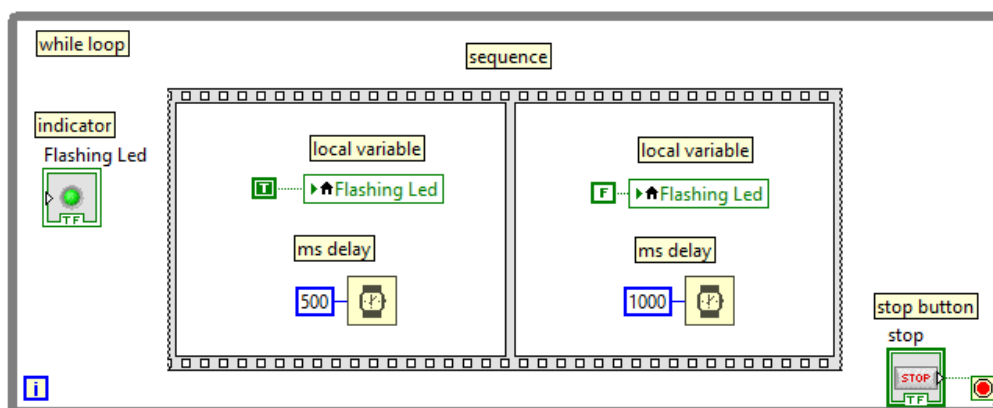 while loop
sequence
indicator
Flashing Led
TF
local variable
T
Flashing Led
ms delay
500
local variable
F
Flashing Led
ms delay
1000
stop button
stop
STOP
TF
i